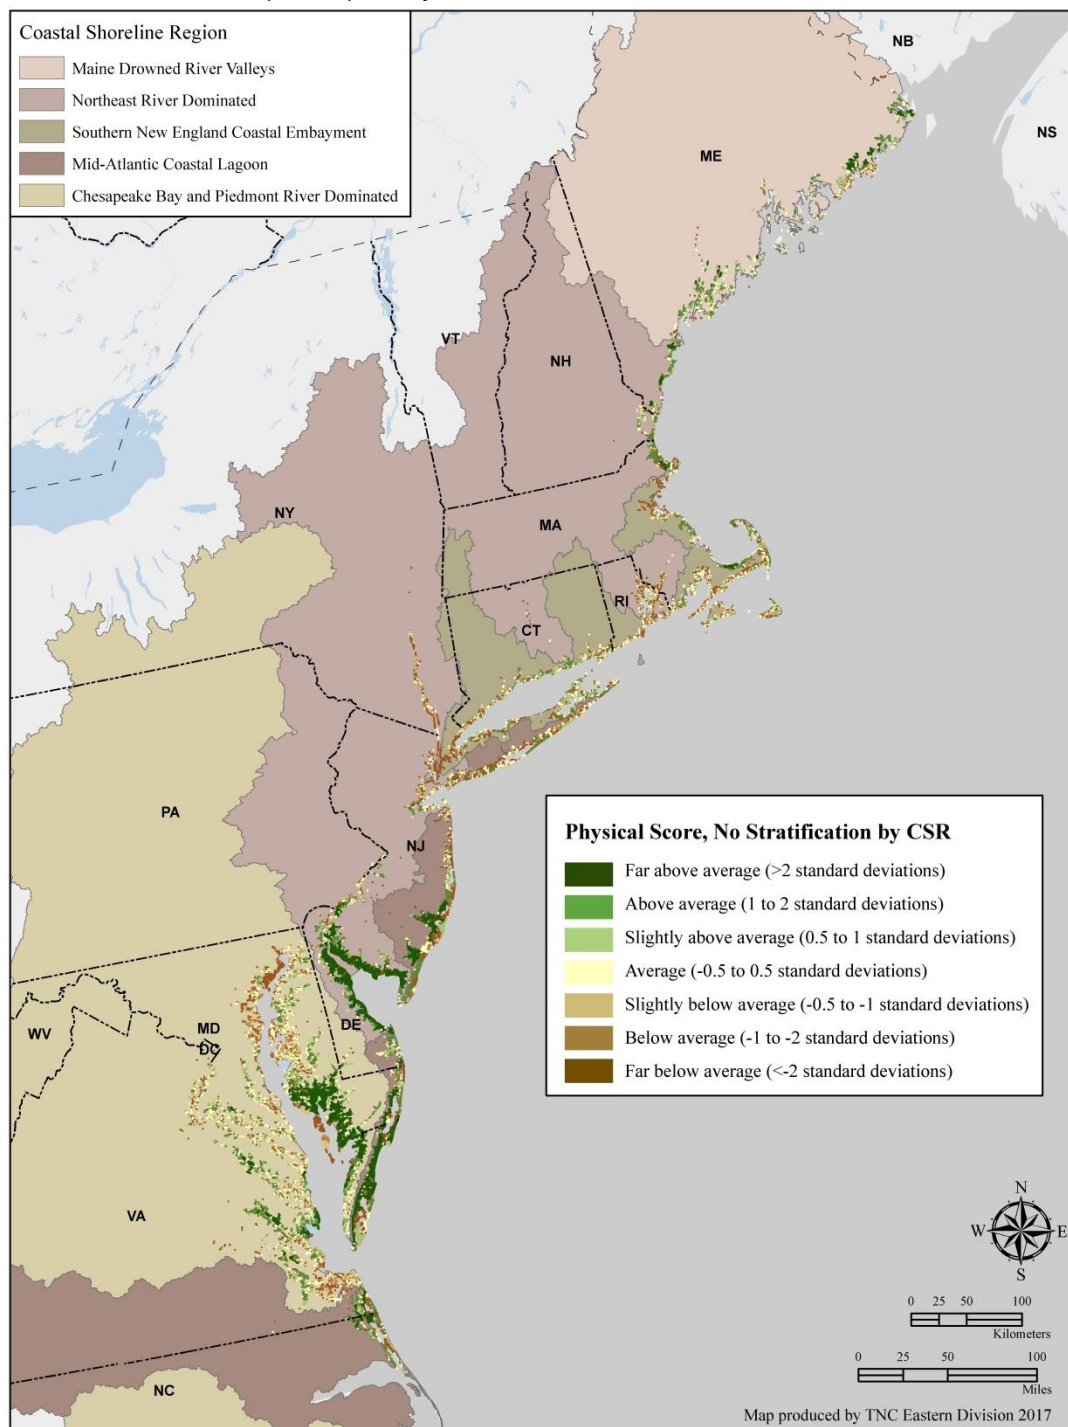 Coastal Shoreline Region
Maine Drowned River Valleys
Northeast River Dominated
Southern New England Coastal Embayment
Mid-Atlantic Coastal Lagoon
Chesapeake Bay and Piedmont River Dominated
NB
NS
ME
VT
NH
NY
MA
RI
CT
PA
NJ
Physical Score, No Stratification by CSR
Far above average (>2 standard deviations)
Above average (1 to 2 standard deviations)
Slightly above average (0.5 to 1 standard deviations)
Average (-0.5 to 0.5 standard deviations)
Slightly below average (-0.5 to -1 standard deviations)
Below average (-1 to -2 standard deviations)
Far below average (<-2 standard deviations)
WV
MD
DC
DE
VA
NC
N
W E
S
0 25 50 100
Kilometers
0 25 50 100
Miles
Map produced by TNC Eastern Division 2017